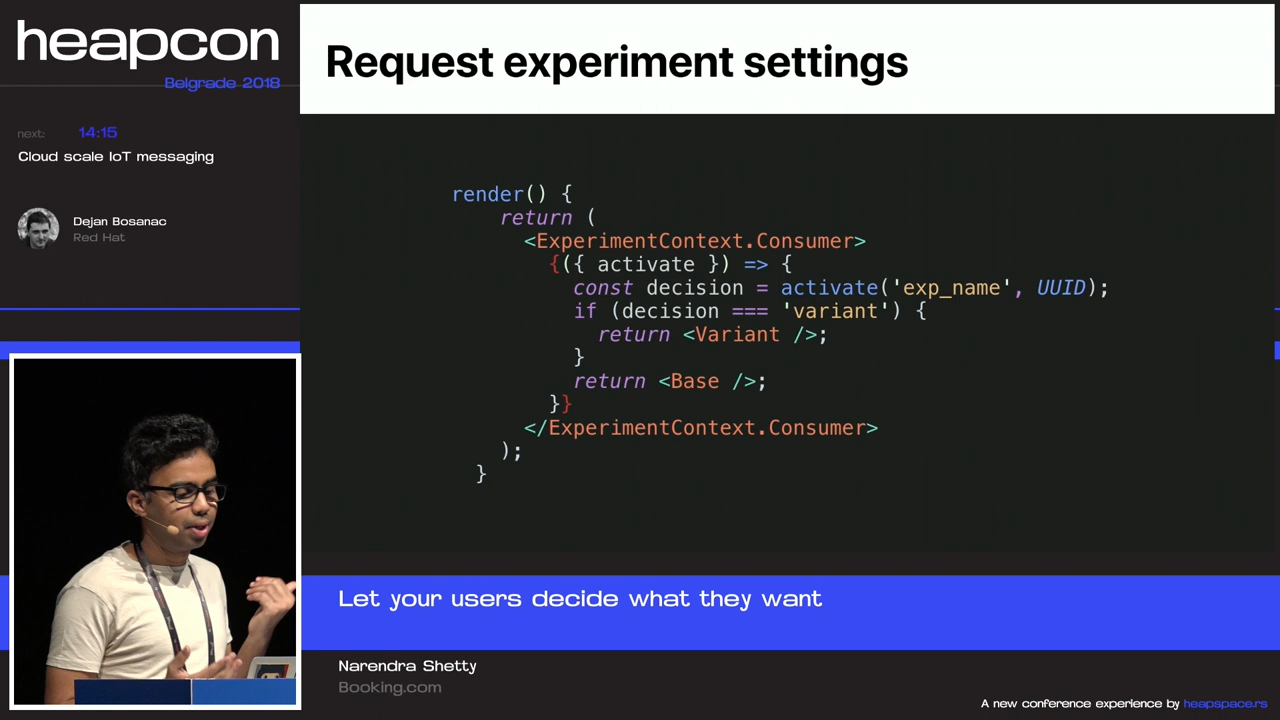 heapcon
Belgrade 2018
next: 14:15
Cloud scale IoT messaging
Dejan Bosanac
Red Hat
Request experiment settings
render() {
return (
<ExperimentContext.Consumer>
{({ activate }) => {
const decision = activate('exp_name', UUID);
if (decision === 'variant') {
return <Variant />;
}
return <Base />;
}}
</ExperimentContext.Consumer>
);
}
Let your users decide what they want
Narendra Shetty
Booking.com
A new conference experience by heapspace.rs